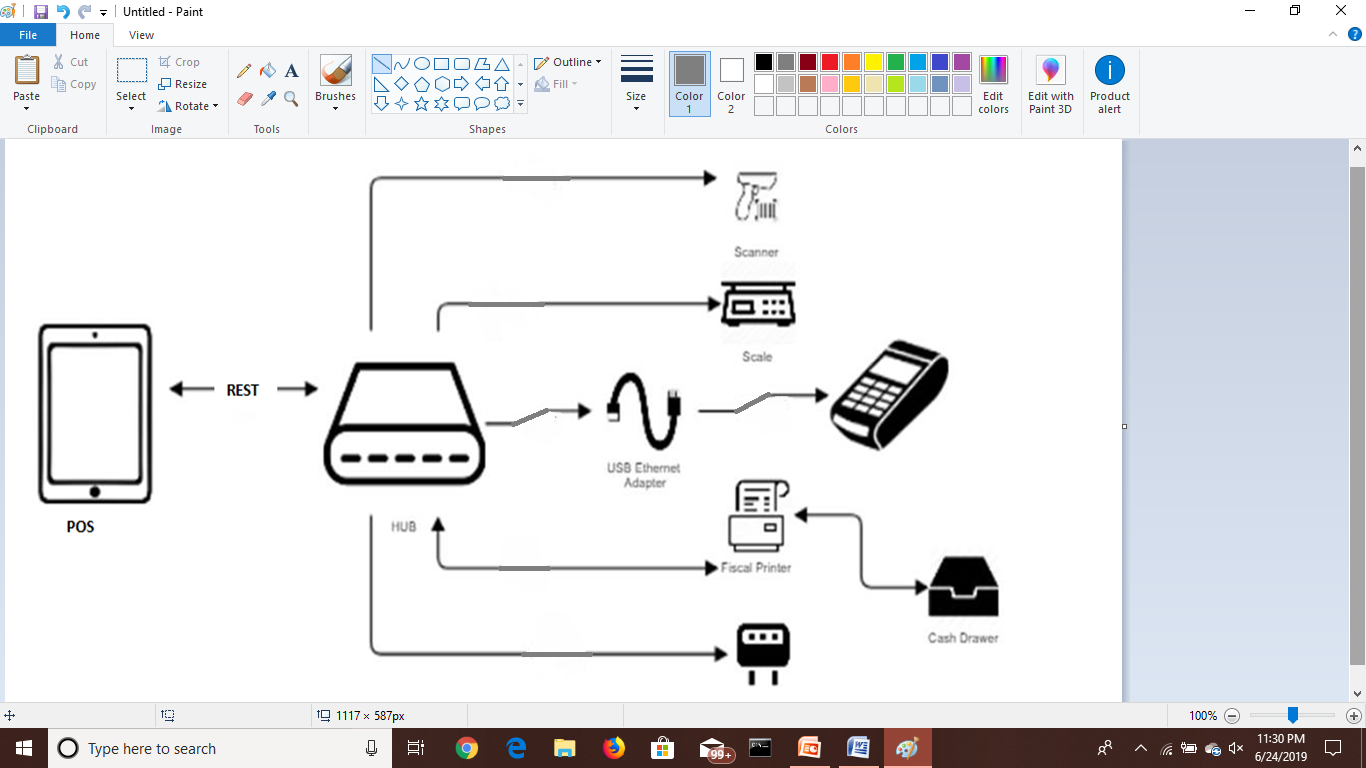 Untitled - Paint
File Home View
Paste
Cut
Copy
Clipboard
Select
Crop
Resize
Rotate
Image
A
Tools
Brushes
Outline
Fill
Shapes
Size
Color 1
Color 2
Colors
Edit colors
Edit with Paint 3D
Product alert
Scanner
Scale
REST
USB Ethernet
Adapter
POS
HUB
Fiscal Printer
Cash Drawer
1117 × 587px
100%
Type here to search
99+
11:30 PM
6/24/2019